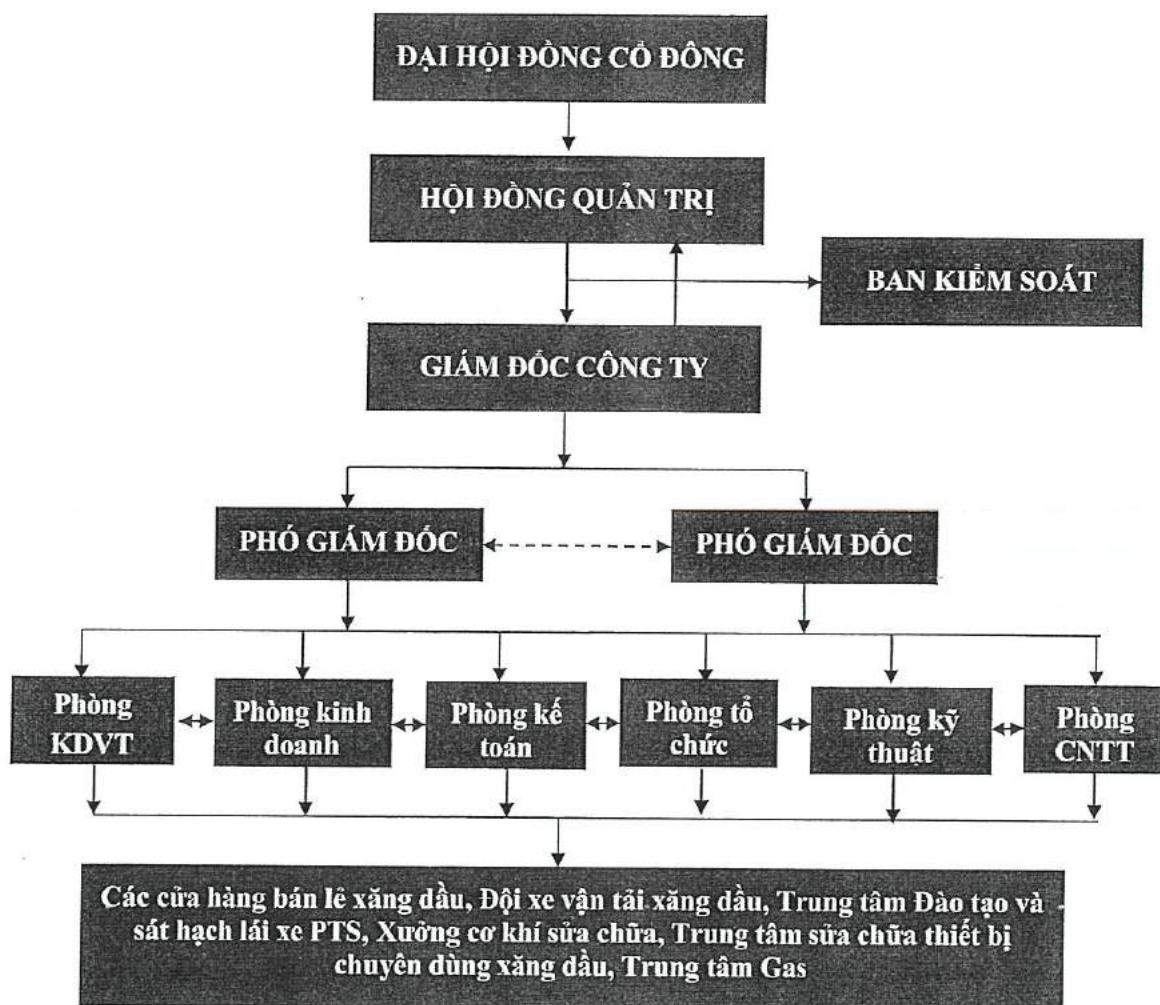 ĐẠI HỘI ĐỒNG CỔ ĐÔNG
HỘI ĐỒNG QUẢN TRỊ
BAN KIỂM SOÁT
GIÁM ĐỐC CÔNG TY
PHÓ GIÁM ĐỐC
PHÓ GIÁM ĐỐC
Phòng
KDVT
Phòng kinh
doanh
Phòng kế
toán
Phòng tổ
chức
Phòng kỹ
thuật
Phòng
CNTT
Các cửa hàng bán lẻ xăng dầu, Đội xe vận tải xăng dầu, Trung tâm Đào tạo và
sát hạch lái xe PTS, Xưởng cơ khí sửa chữa, Trung tâm sửa chữa thiết bị
chuyên dùng xăng dầu, Trung tâm Gas